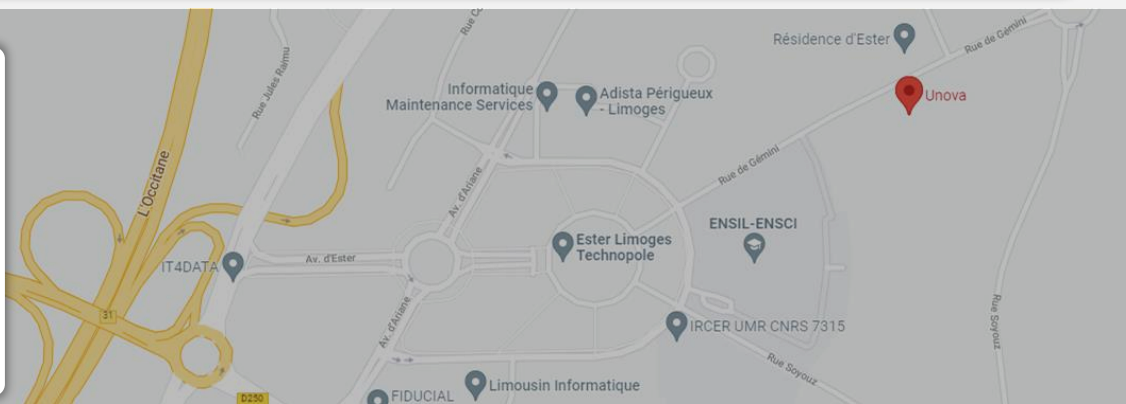 Rue Jules Raimu
Résidence d'Ester
Rue de Gémini
Informatique
Maintenance Services
Adista Périgueux
- Limoges
Unova
L'Occitane
Av. d'Ariane
Rue de Gémini
ENSIL-ENSCI
Ester Limoges
Technopole
IT4DATA
Av. d'Ester
31
Av. d'Ariane
IRCER UMR CNRS 7315
Rue Soyouz
Rue Soyouz
Limousin Informatique
FIDUCIAL
D250